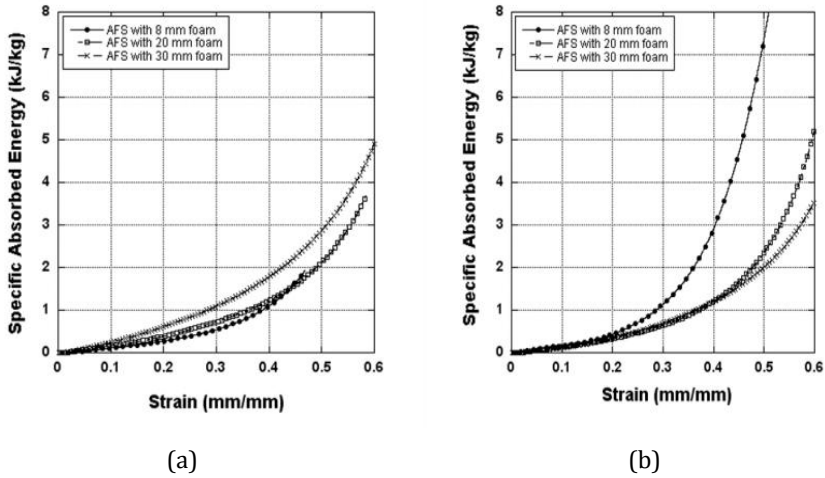 8
7
6
5
4
3
2
1
0
Specific Absorbed Energy (kJ/kg)
AFS with 8 mm foam
AFS with 20 mm foam
AFS with 30 mm foam
0 0.1 0.2 0.3 0.4 0.5 0.6
Strain (mm/mm)
(a)
8
7
6
5
4
3
2
1
0
Specific Absorbed Energy (kJ/kg)
AFS with 8 mm foam
AFS with 20 mm foam
AFS with 30 mm foam
0 0.1 0.2 0.3 0.4 0.5 0.6
Strain (mm/mm)
(b)